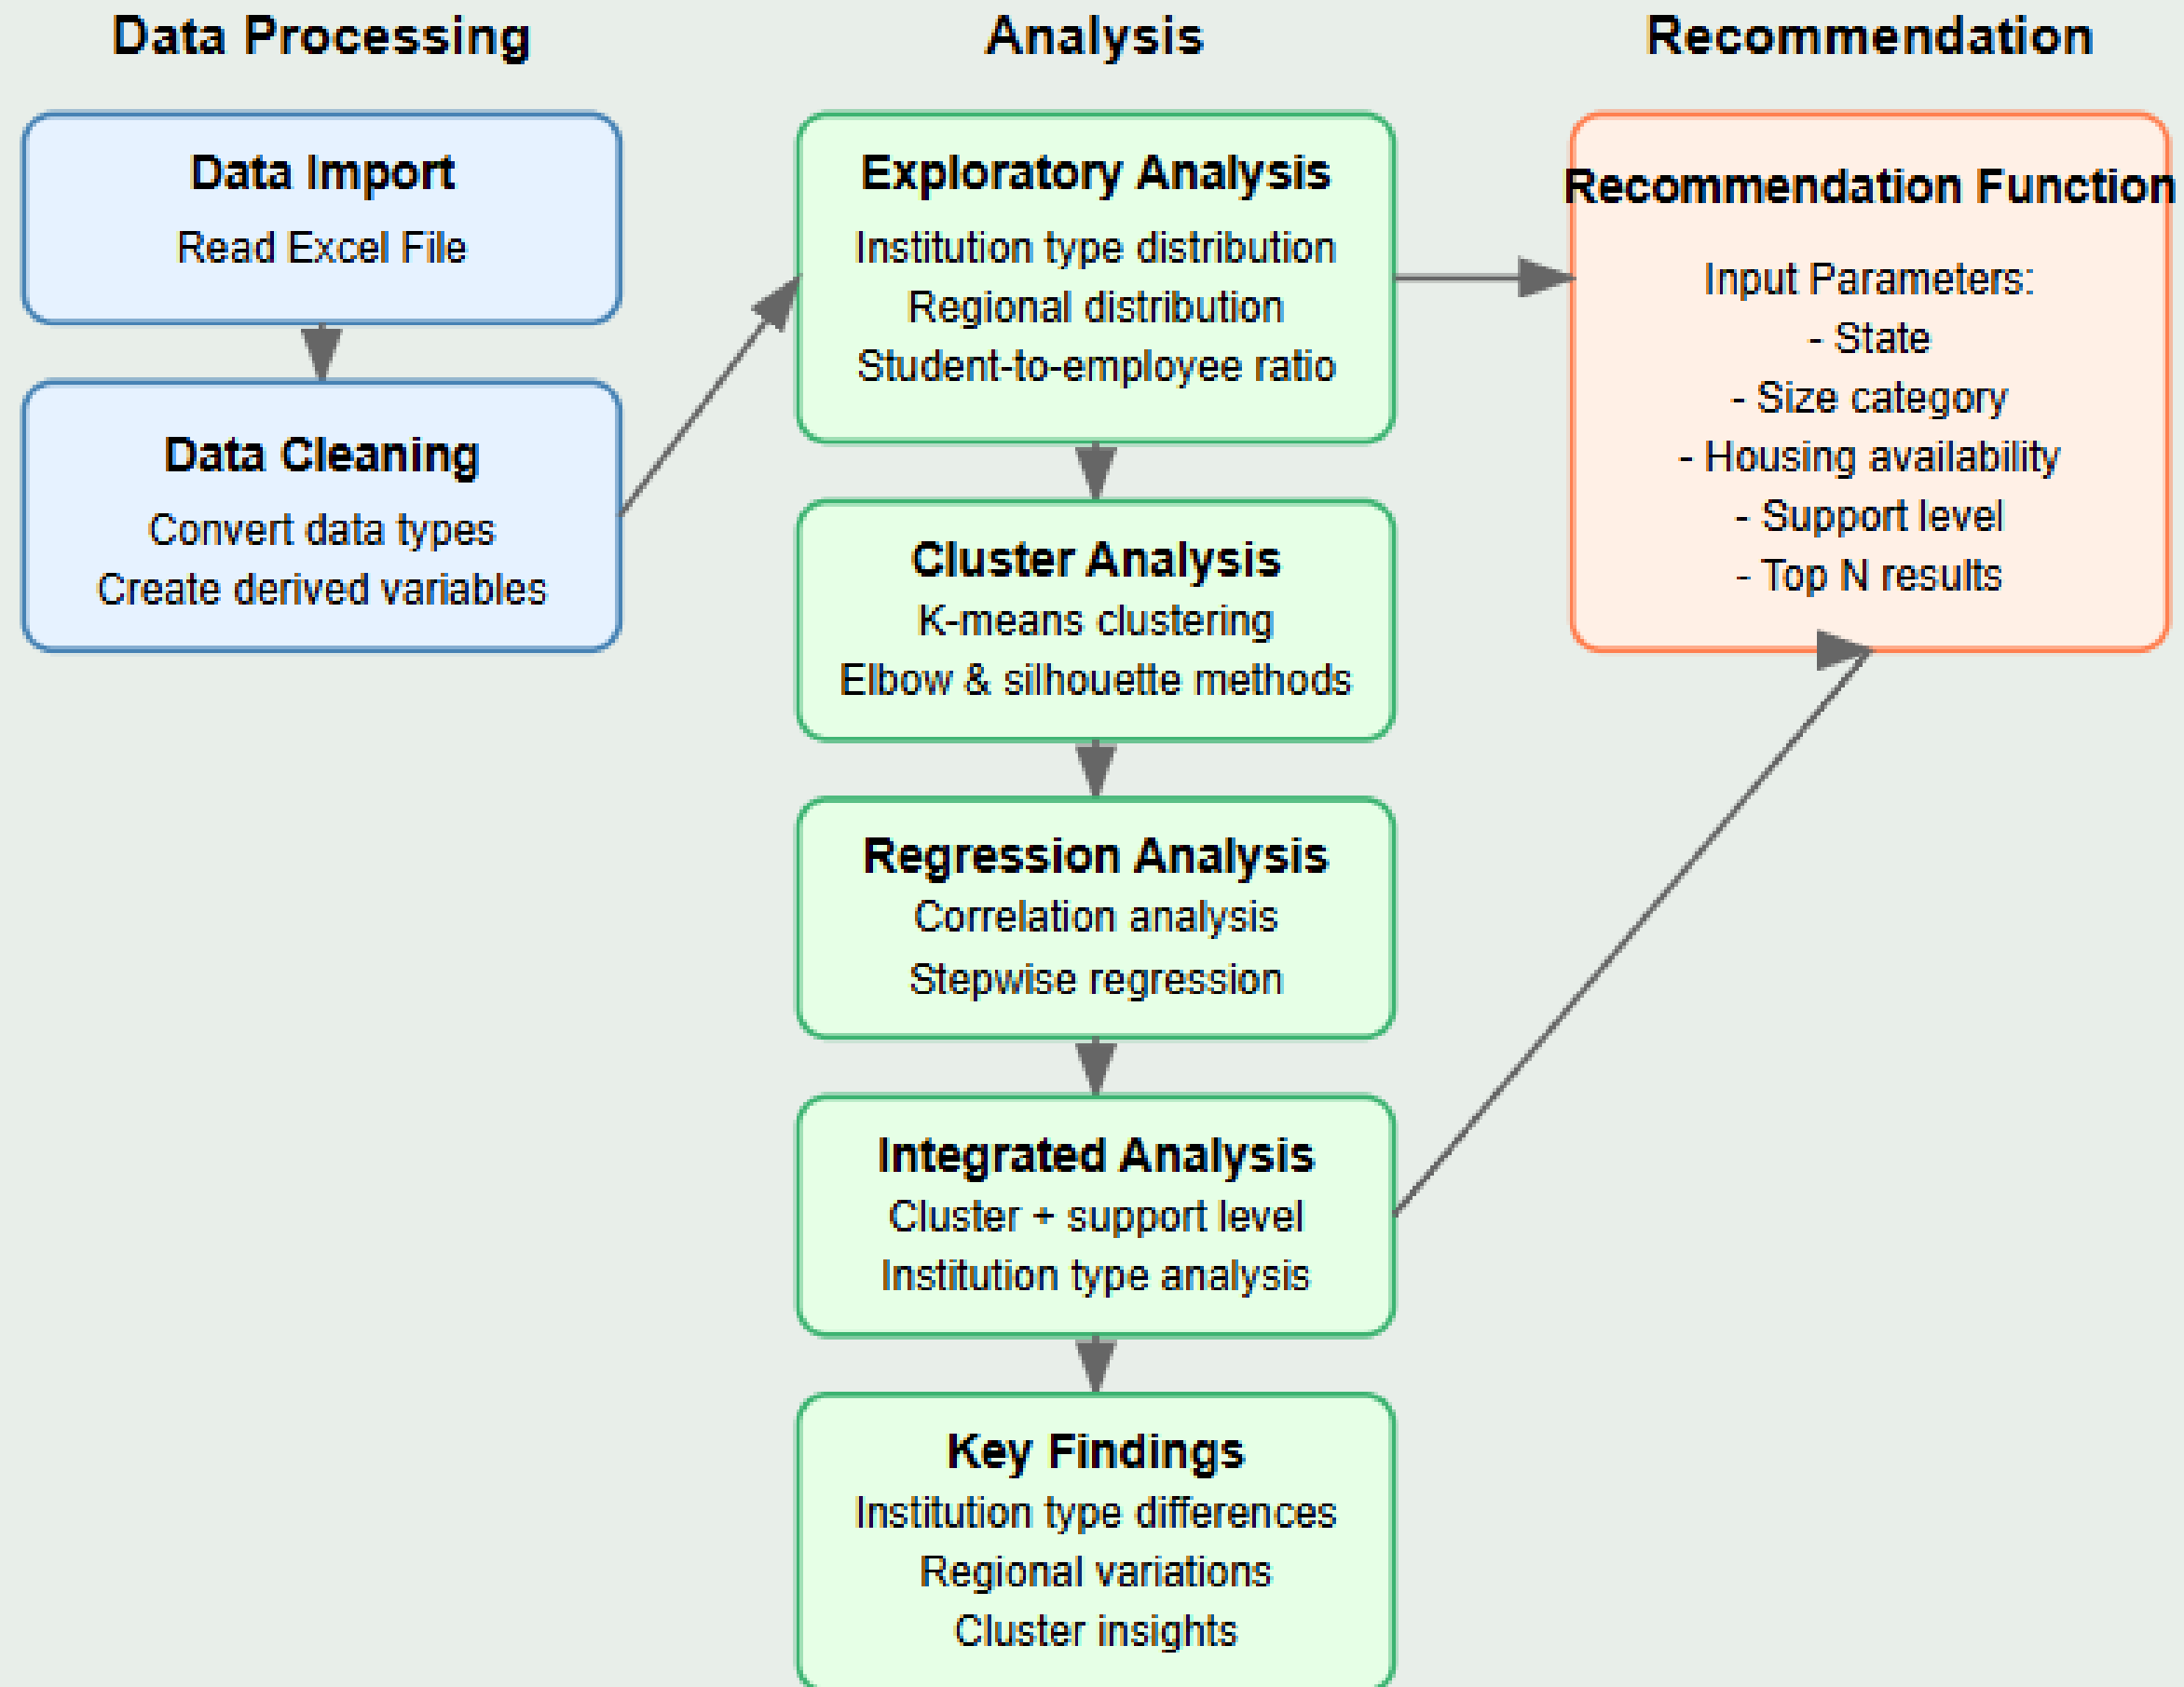 Data Processing
Data Import
Read Excel File
Data Cleaning
Convert data types
Create derived variables
Analysis
Exploratory Analysis
Institution type distribution
Regional distribution
Student-to-employee ratio
Cluster Analysis
K-means clustering
Elbow & silhouette methods
Regression Analysis
Correlation analysis
Stepwise regression
Integrated Analysis
Cluster + support level
Institution type analysis
Key Findings
Institution type differences
Regional variations
Cluster insights
Recommendation
Recommendation Function
Input Parameters:
- State
- Size category
- Housing availability
- Support level
- Top N results